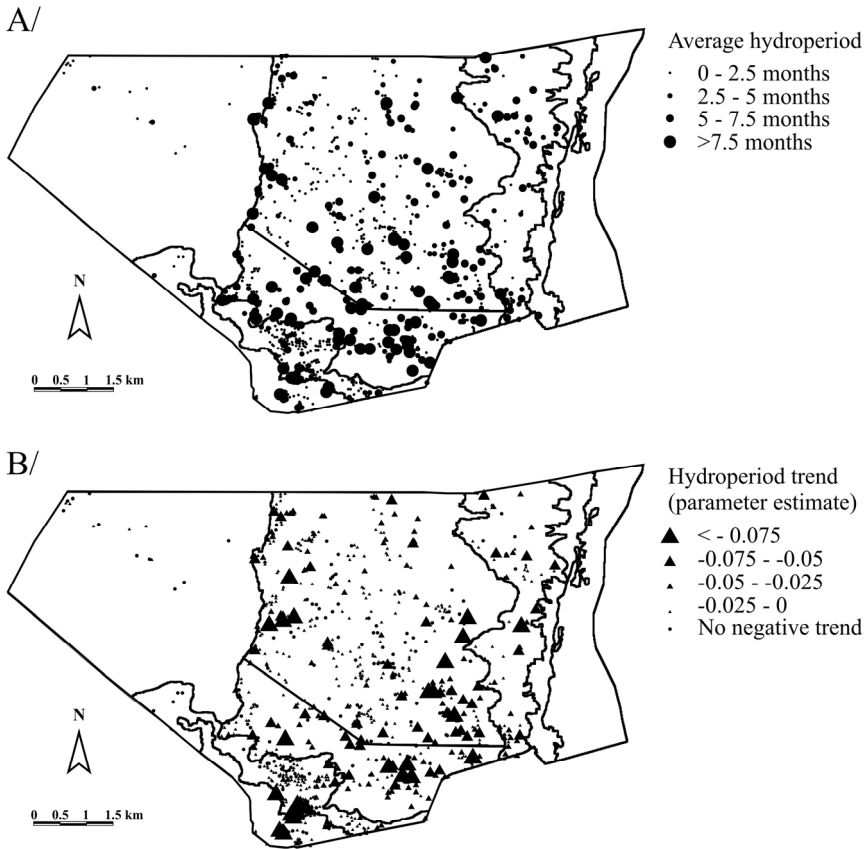 A/
Average hydroperiod
0 - 2.5 months
2.5 - 5 months
5 - 7.5 months
>7.5 months
N
0 0.5 1 1.5 km
B/
Hydroperiod trend
(parameter estimate)
< - 0.075
-0.075 - -0.05
-0.05 - -0.025
-0.025 - 0
No negative trend
N
0 0.5 1 1.5 km